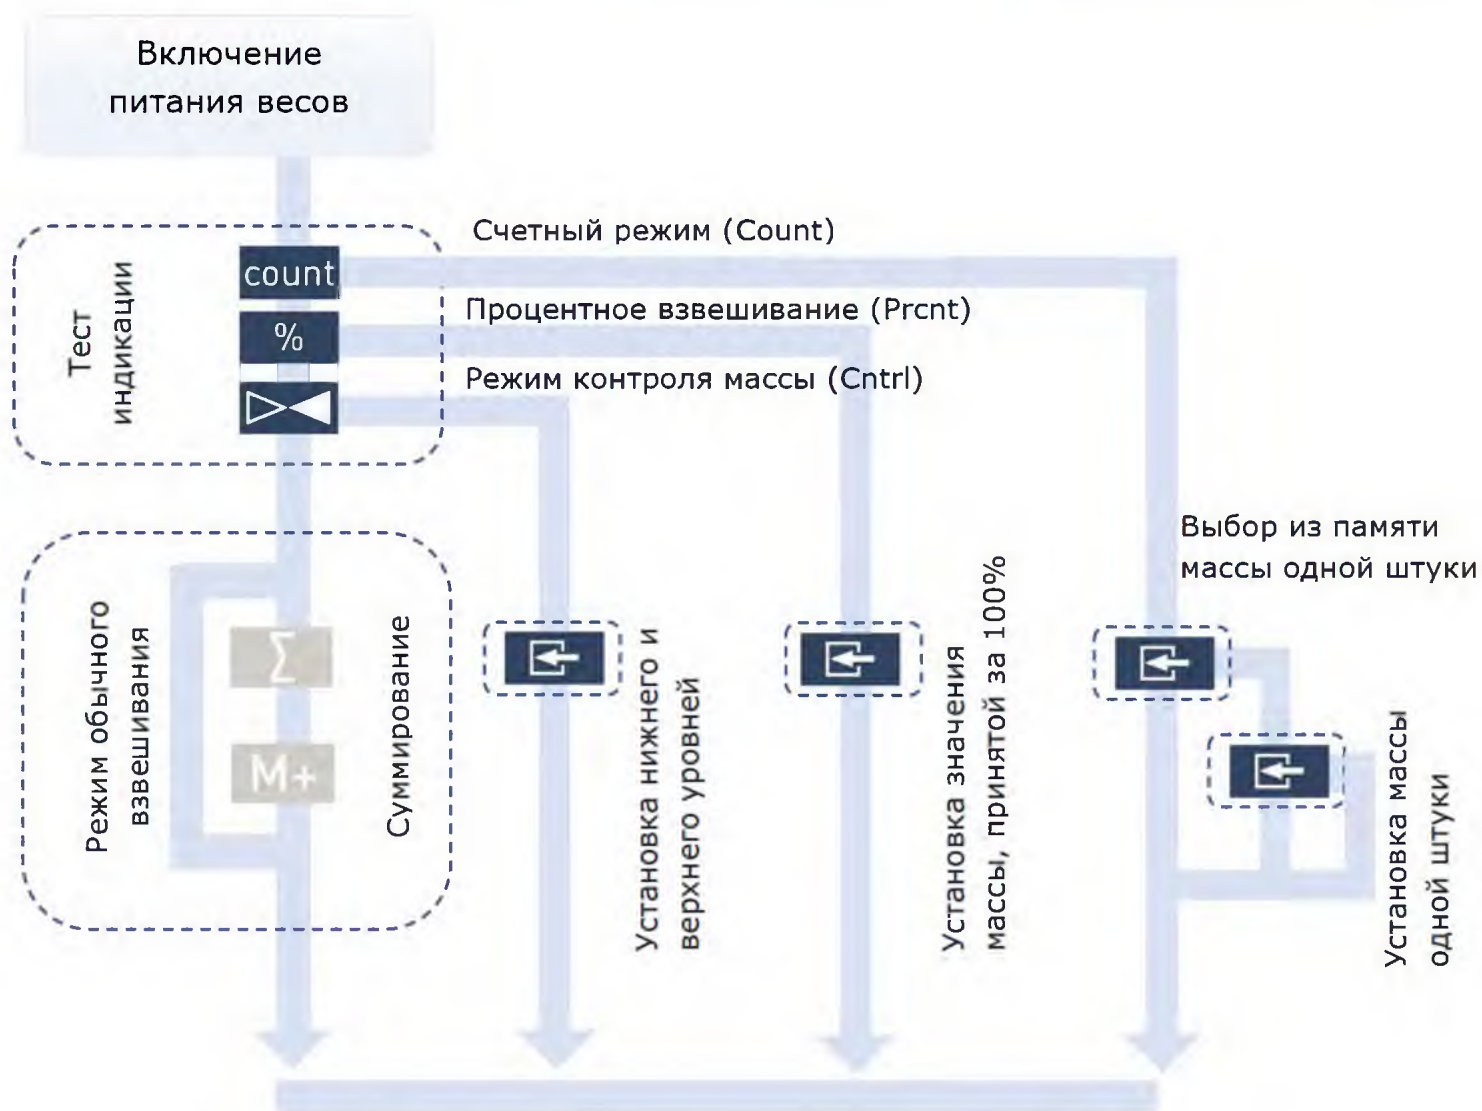 Включение
питания весов
Счетный режим (Count)
count
Процентное взвешивание (Prcnt)
%
Режим контроля массы (Cntrl)
Тест
индикации
Выбор из памяти
массы одной штуки
Режим обычного
взвешивания
Σ
M+
Суммирование
Установка нижнего и
верхнего уровней
Установка значения
массы, принятой за 100%
Установка массы
одной штуки